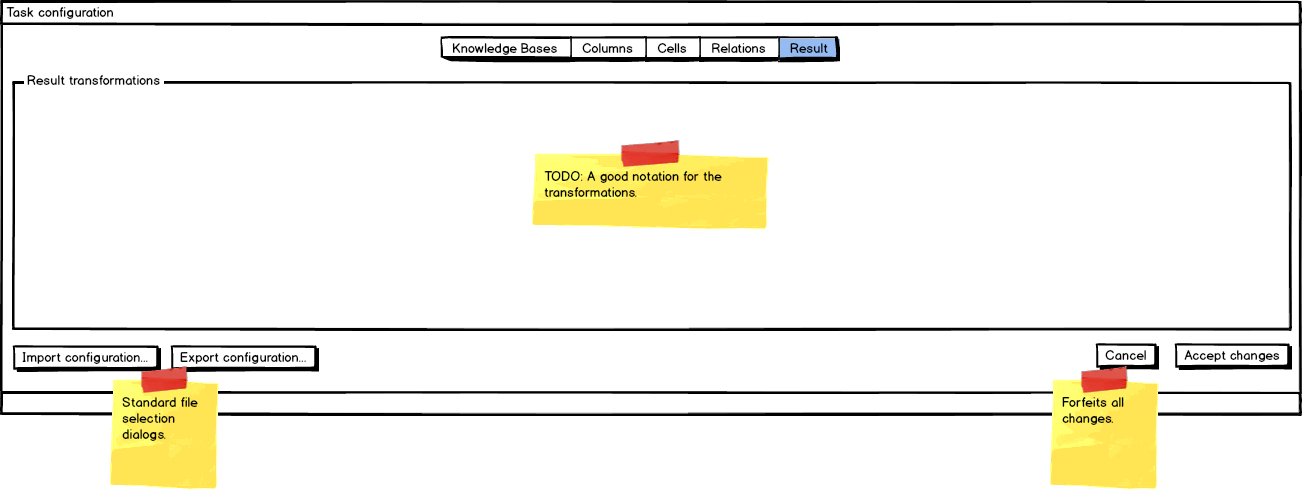 Task configuration
Knowledge Bases Columns Cells Relations Result
Result transformations
TODO: A good notation for the
transformations.
Import configuration... Export configuration... Cancel Accept changes
Standard file
selection
dialogs.
Forfeits all
changes.